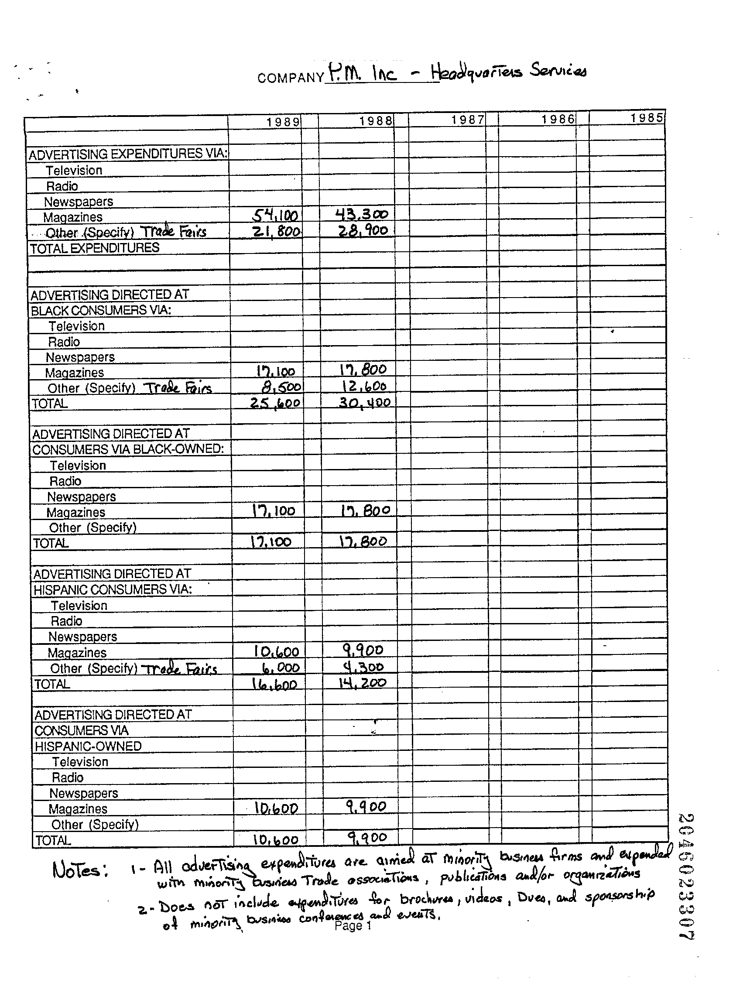 COMPANY P.M. Inc - Headquarters Services
1989 1988 1987 1986 1985
ADVERTISING EXPENDITURES VIA:
Television
Radio
Newspapers
Magazines 54,100 43,300
Other (Specify) Trade Fairs 21,800 28,900
TOTAL EXPENDITURES
ADVERTISING DIRECTED AT
BLACK CONSUMERS VIA:
Television
Radio
Newspapers
Magazines 17,100 17,800
Other (Specify) Trade Fairs 8,500 12,600
TOTAL 25,600 30,400
ADVERTISING DIRECTED AT
CONSUMERS VIA BLACK-OWNED:
Television
Radio
Newspapers
Magazines 17,100 17,800
Other (Specify)
TOTAL 17,100 17,800
ADVERTISING DIRECTED AT
HISPANIC CONSUMERS VIA:
Television
Radio
Newspapers
Magazines 10,600 9,900
Other (Specify) Trade Fairs 6,000 4,300
TOTAL 16,600 14,200
ADVERTISING DIRECTED AT
CONSUMERS VIA
HISPANIC-OWNED
Television
Radio
Newspapers
Magazines 10,600 9,900
Other (Specify)
TOTAL 10,600 9,900
Notes: 1 - All advertising expenditures are aimed at minority business firms and expended
with minority business Trade associations, publications and/or organizations
2 - Does not include expenditures for brochures, videos, Dues, and sponsorship
of minority business conferences and events.
Page 1
2046023307